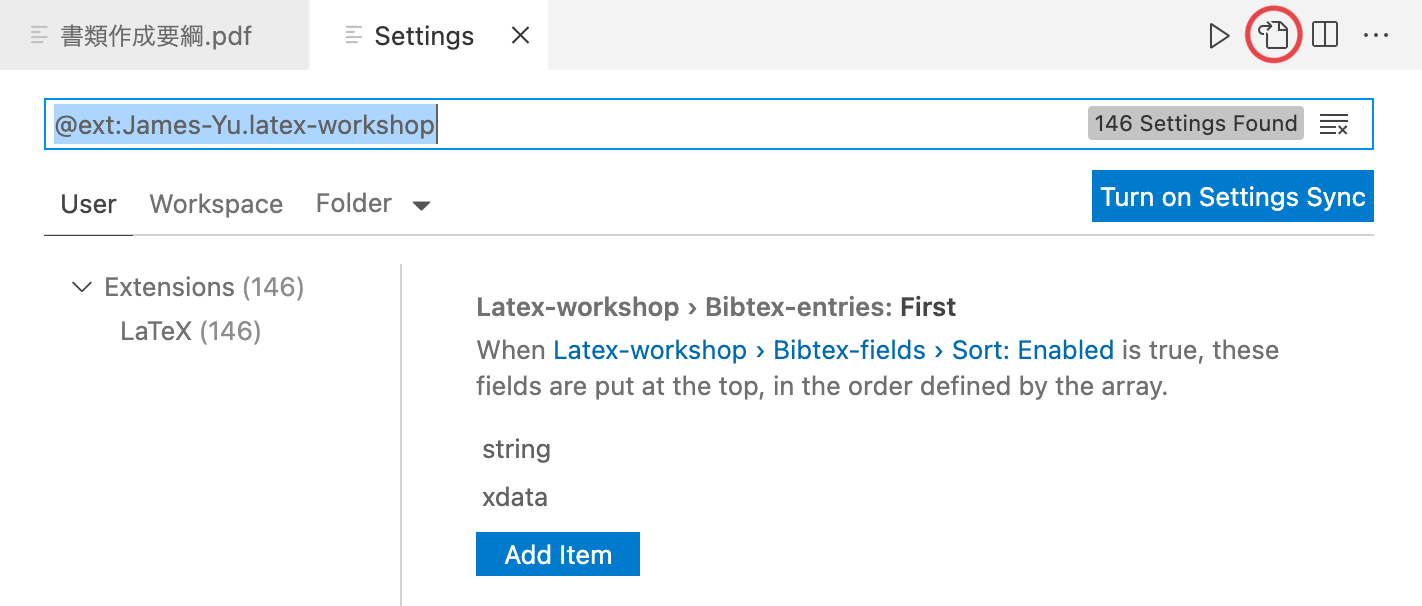 書類作成要綱.pdf
Settings
@ext:James-Yu.latex-workshop
146 Settings Found
User
Workspace
Folder
Turn on Settings Sync
Extensions (146)
LaTeX (146)
Latex-workshop › Bibtex-entries: First
When Latex-workshop › Bibtex-fields › Sort: Enabled is true, these
fields are put at the top, in the order defined by the array.
string
xdata
Add Item